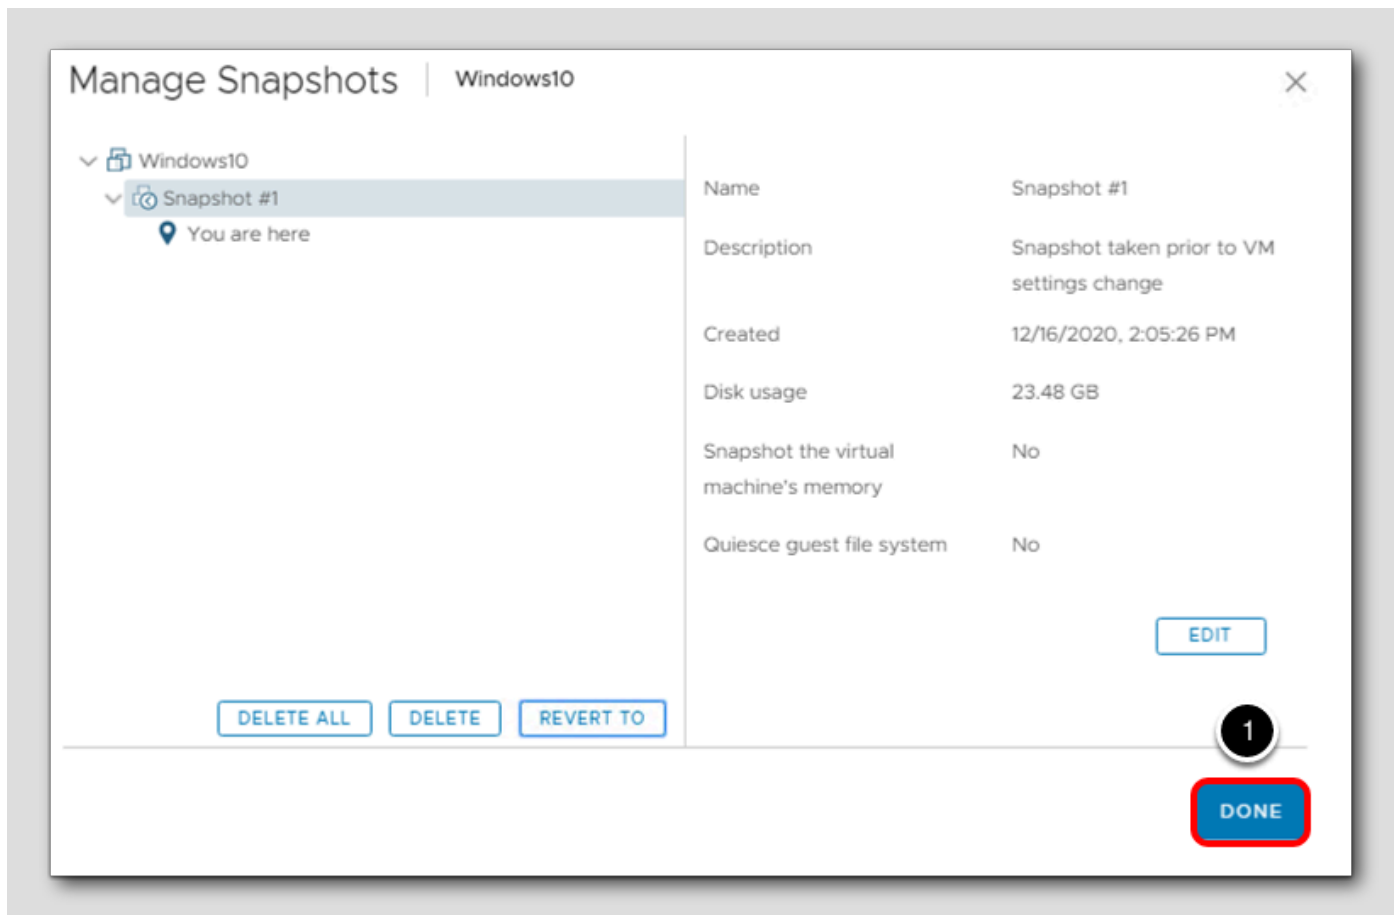 Manage Snapshots Windows10
Windows10
Snapshot #1
You are here
Name Snapshot #1
Description Snapshot taken prior to VM
settings change
Created 12/16/2020, 2:05:26 PM
Disk usage 23.48 GB
Snapshot the virtual No
machine's memory
Quiesce guest file system No
EDIT
DELETE ALL DELETE REVERT TO
1
DONE